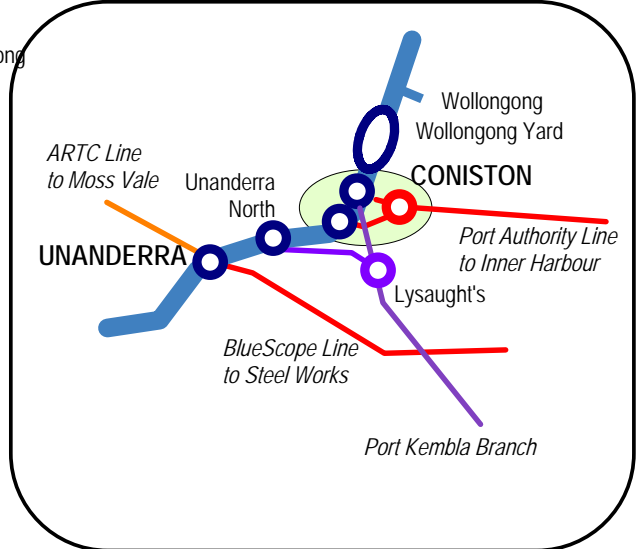 ong
Wollongong
Wollongong Yard
ARTC Line
to Moss Vale
CONISTON
Unanderra
North
Port Authority Line
to Inner Harbour
UNANDERRA
Lysaught's
BlueScope Line
to Steel Works
Port Kembla Branch